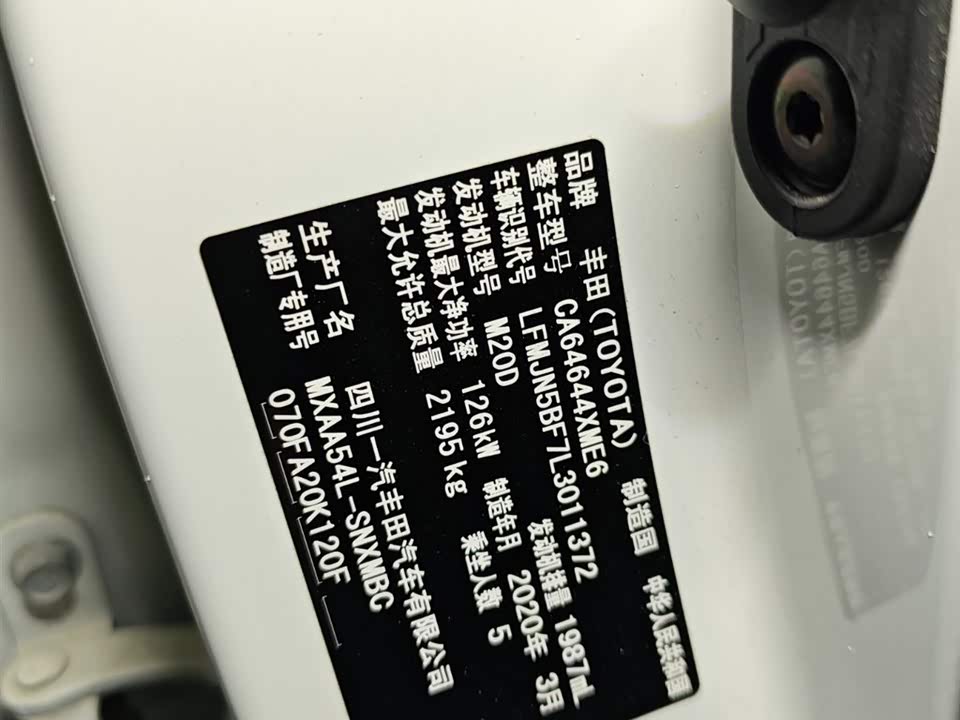 品牌 丰田(TOYOTA) 制造国 中华人民共和国
整车型号 CA64644XME6
车辆识别代号 LFMJN5BF7L3011372
发动机型号 M20D 发动机排量 1987mL
发动机最大净功率 126kW 制造年月 2020年 3月
最大允许总质量 2195kg 乘坐人数 5
生产厂名 四川一汽丰田汽车有限公司
制造厂专用号 MXAA54L-SNXMBC
070FA20K120F